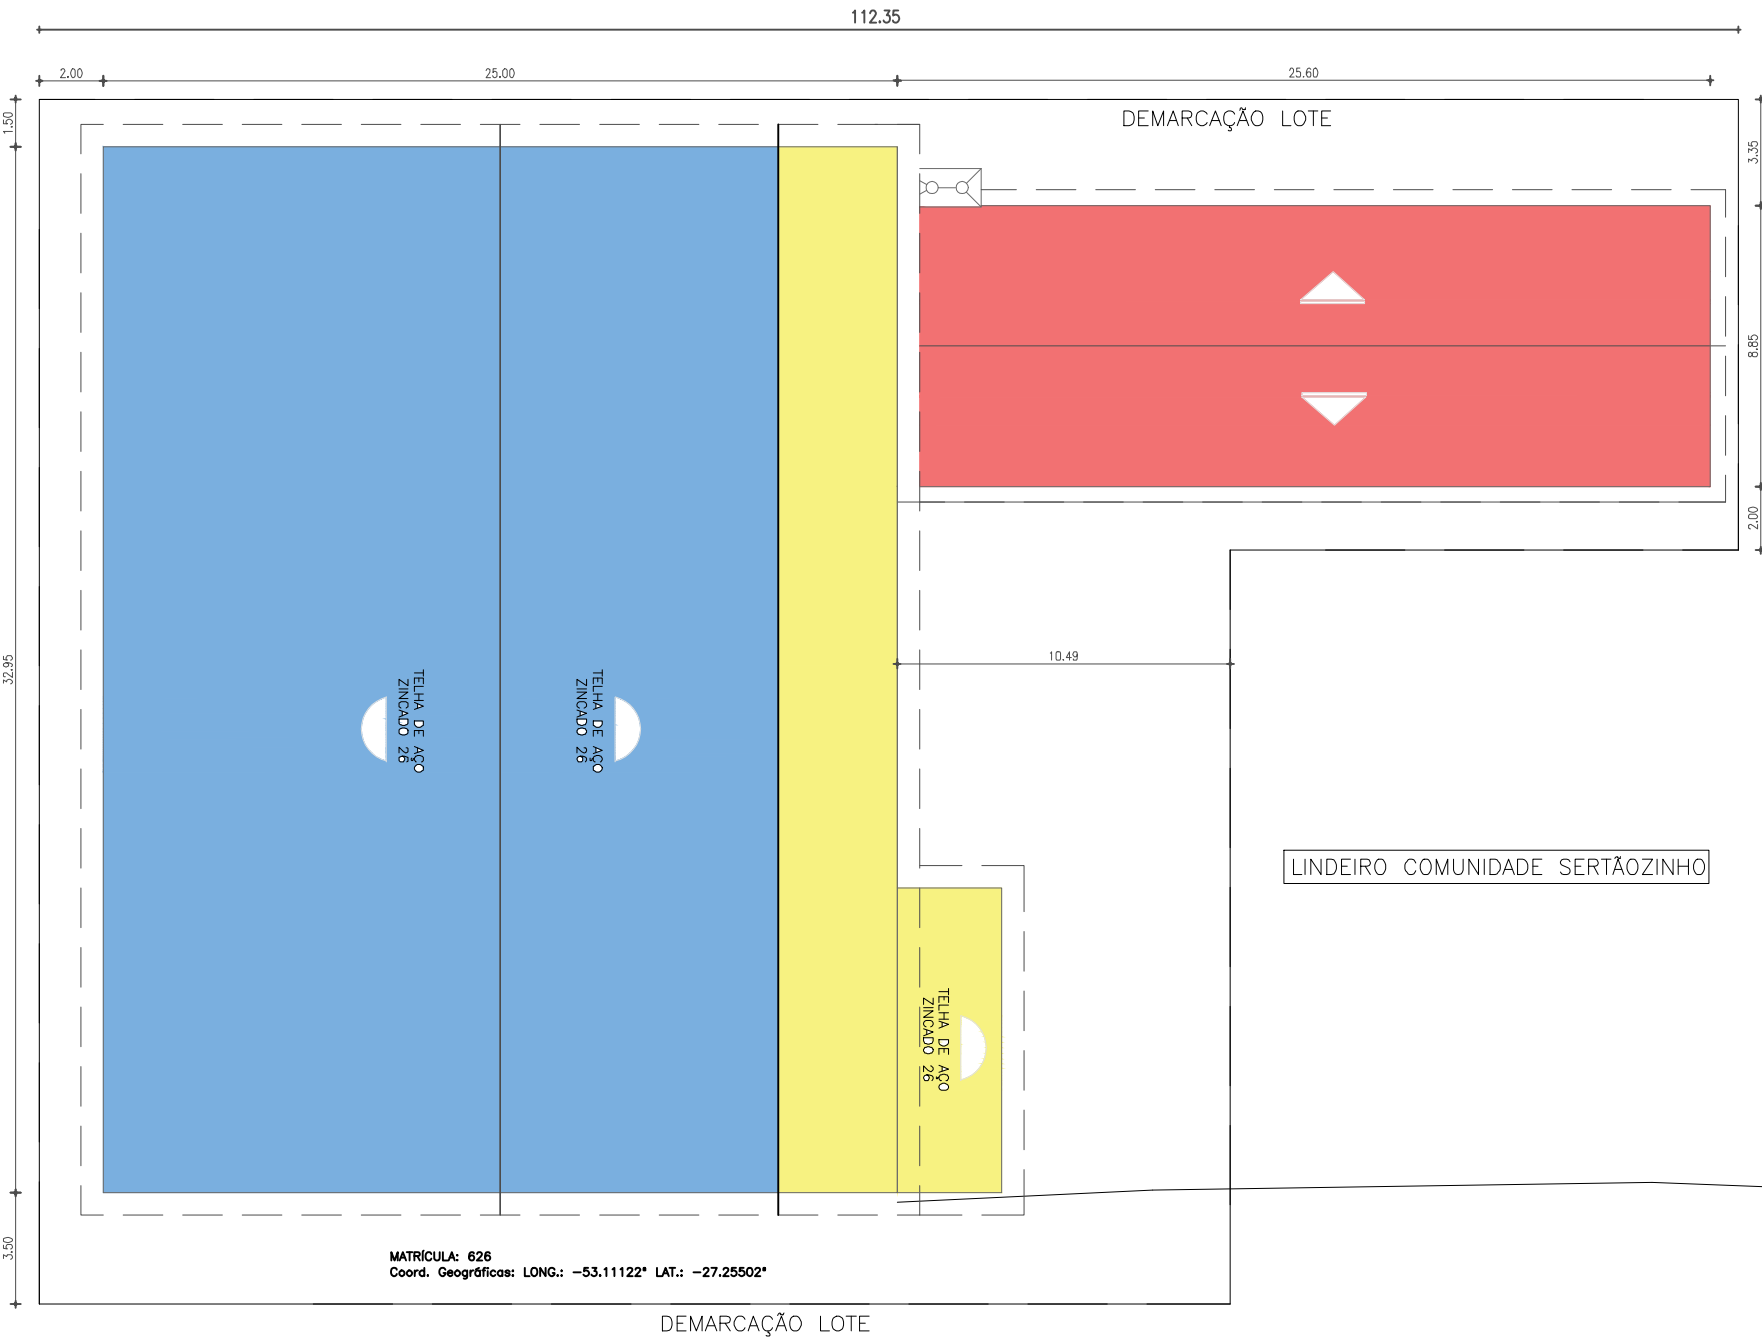 112.35
2.00
25.00
25.60
1.50
DEMARCAÇÃO LOTE
3.35
8.85
2.00
10.49
32.95
TELHA DE AÇO
ZINCADO 26
TELHA DE AÇO
ZINCADO 26
LINDEIRO COMUNIDADE SERTÃOZINHO
TELHA DE AÇO
ZINCADO 26
3.50
MATRÍCULA: 626
Coord. Geográficas: LONG.: -53.11122° LAT.: -27.25502°
DEMARCAÇÃO LOTE